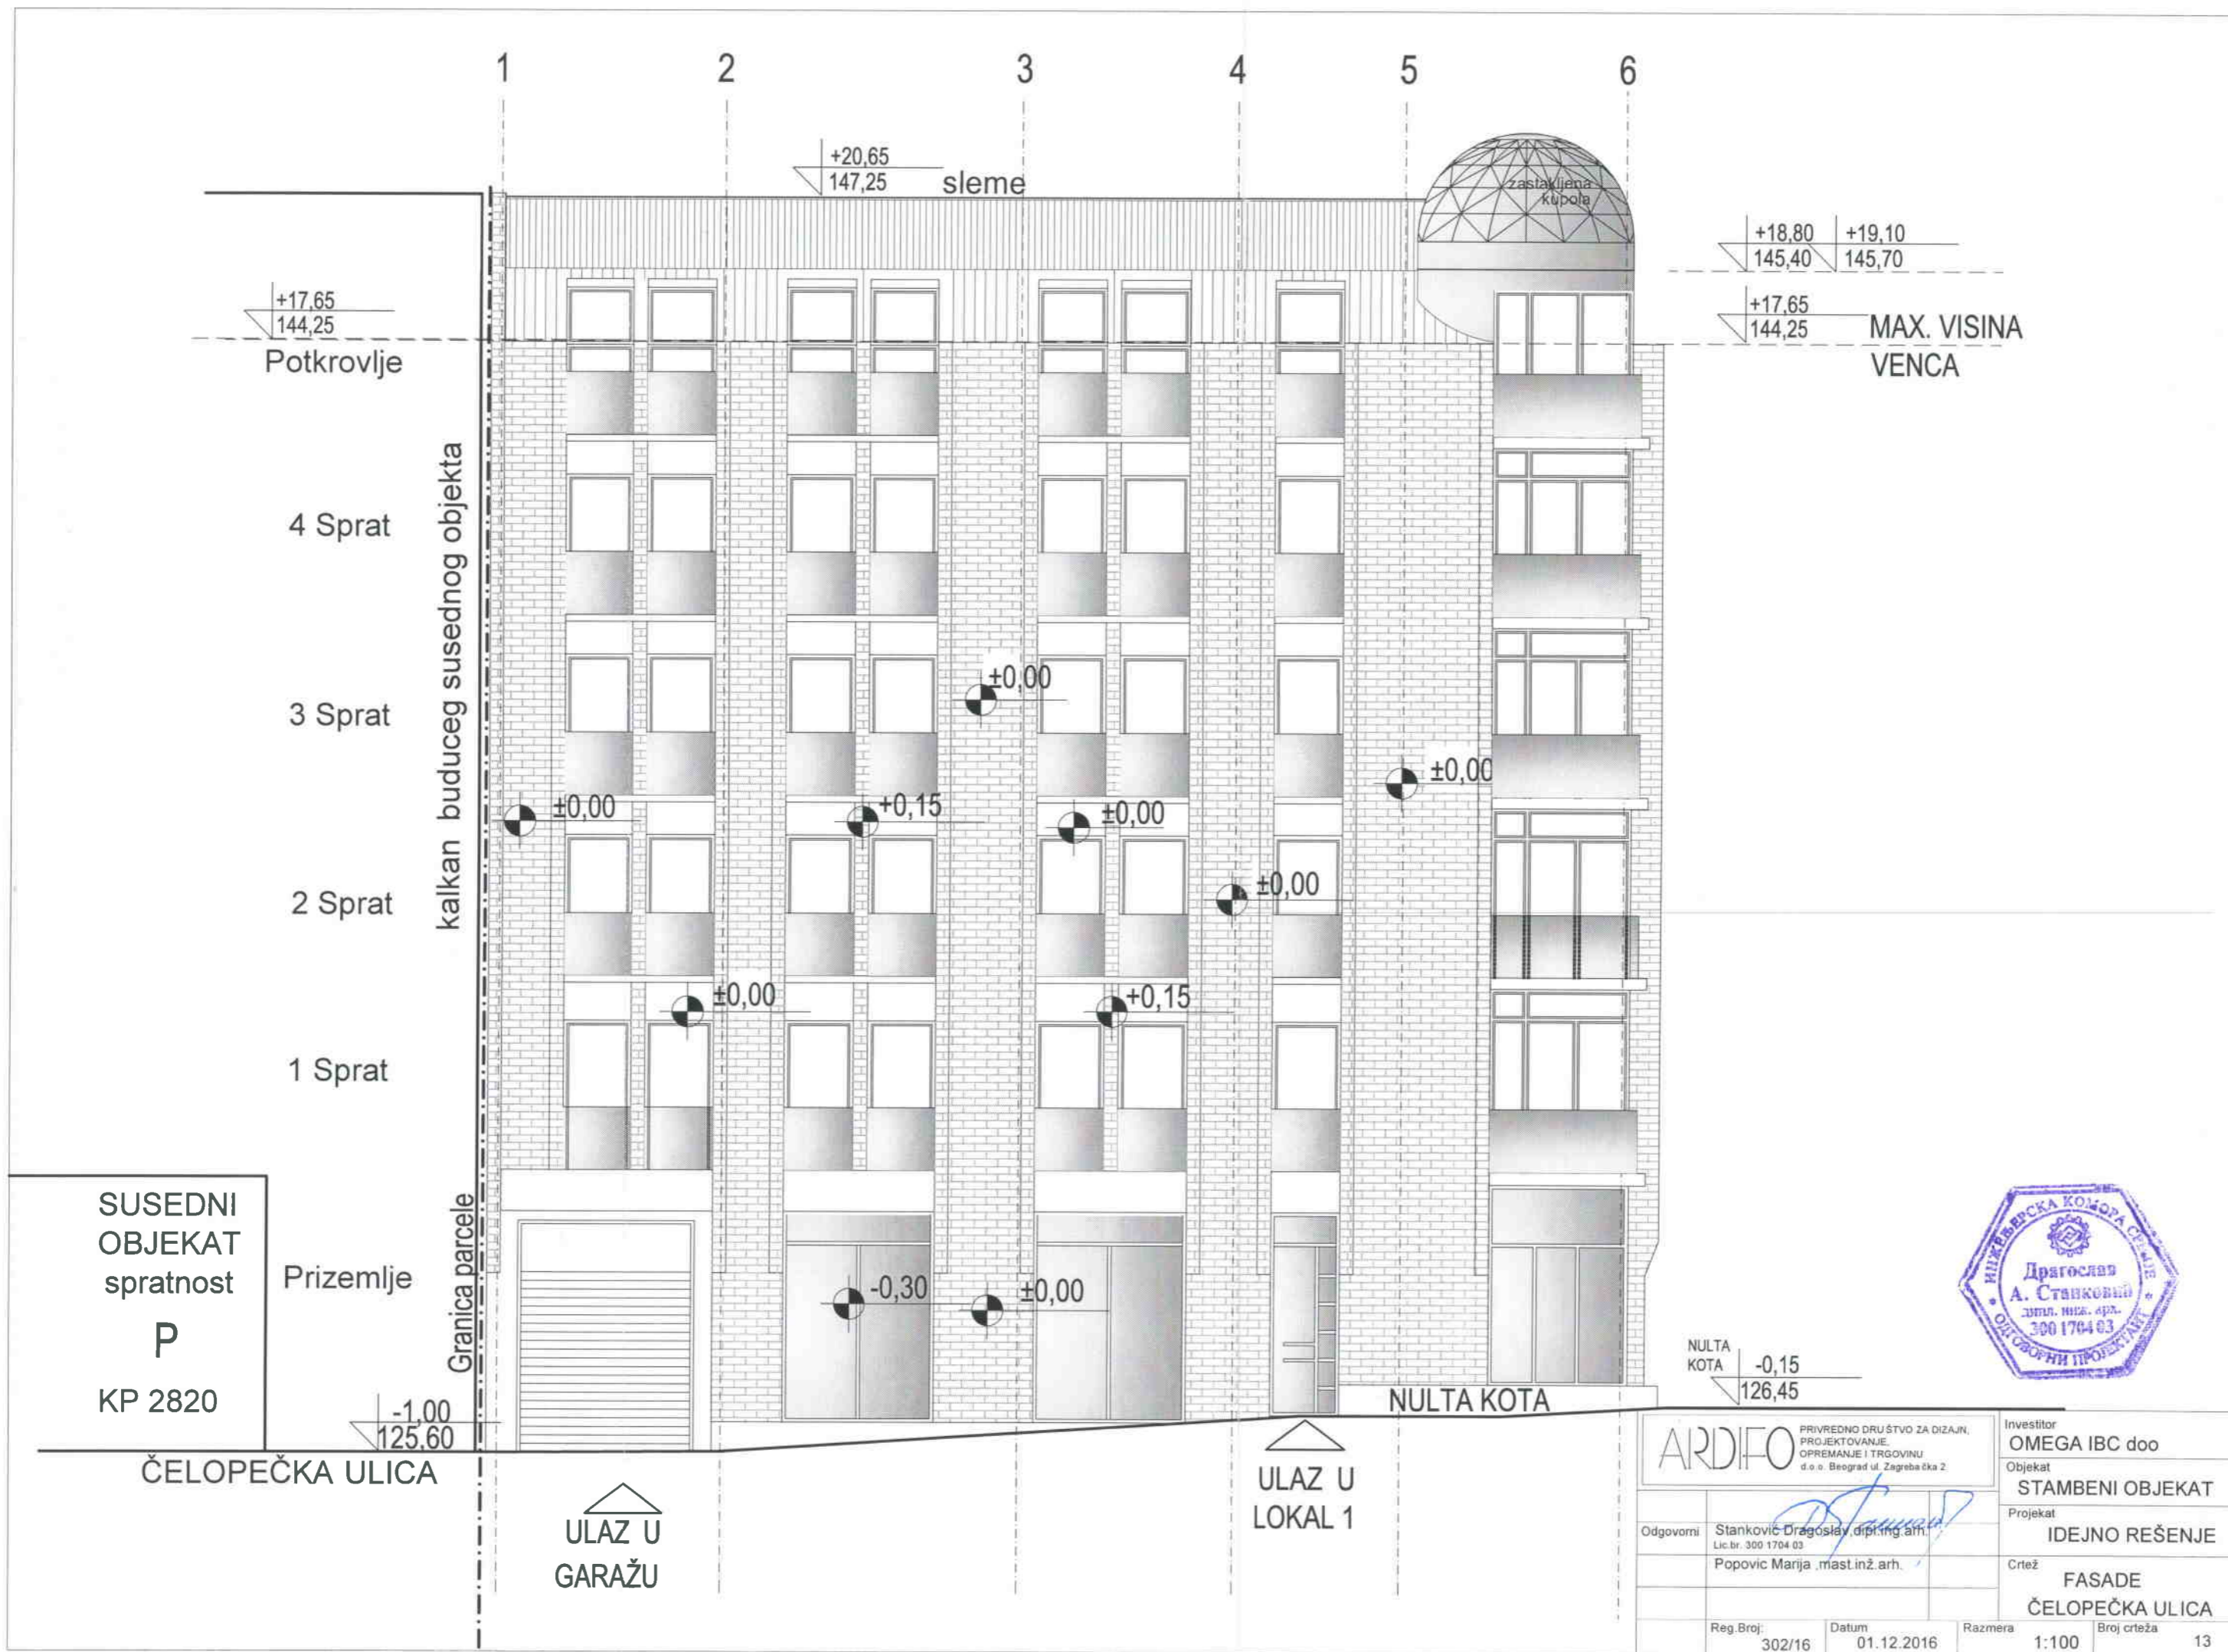 1
2
3
4
5
6
+20,65
147,25
sleme
zastakljena
kupola
+18,80
145,40
+19,10
145,70
+17,65
144,25
+17,65
144,25
MAX. VISINA
VENCA
Potkrovlje
4 Sprat
3 Sprat
2 Sprat
1 Sprat
Prizemlje
kalkan buduceg susednog objekta
Granica parcele
±0,00
±0,00
±0,00
+0,15
±0,00
±0,00
±0,00
+0,15
-0,30
±0,00
SUSEDNI
OBJEKAT
spratnost
P
KP 2820
-1,00
125,60
ČELOPEČKA ULICA
ULAZ U
GARAŽU
ULAZ U
LOKAL 1
NULTA KOTA
NULTA
KOTA
-0,15
126,45
ИНЖЕЊЕРСКА КОМОРА СРБИЈЕ
Драгослав
А. Станковић
дипл. инж. арх.
300 1704 03
ОДГОВОРНИ ПРОЈЕКТАНТ
ARDIFO
PRIVREDNO DRUŠTVO ZA DIZAJN,
PROJEKTOVANJE,
OPREMANJE I TRGOVINU
d.o.o. Beograd ul. Zagrebačka 2
Investitor
OMEGA IBC doo
Objekat
STAMBENI OBJEKAT
Projekat
IDEJNO REŠENJE
Odgovorni
Stanković Dragoslav,dipl.ing.arh.
Lic.br. 300 1704 03
Popovic Marija ,mast.inž.arh.
Crtež
FASADE
ČELOPEČKA ULICA
Reg.Broj:
302/16
Datum
01.12.2016
Razmera
1:100
Broj crteža
13